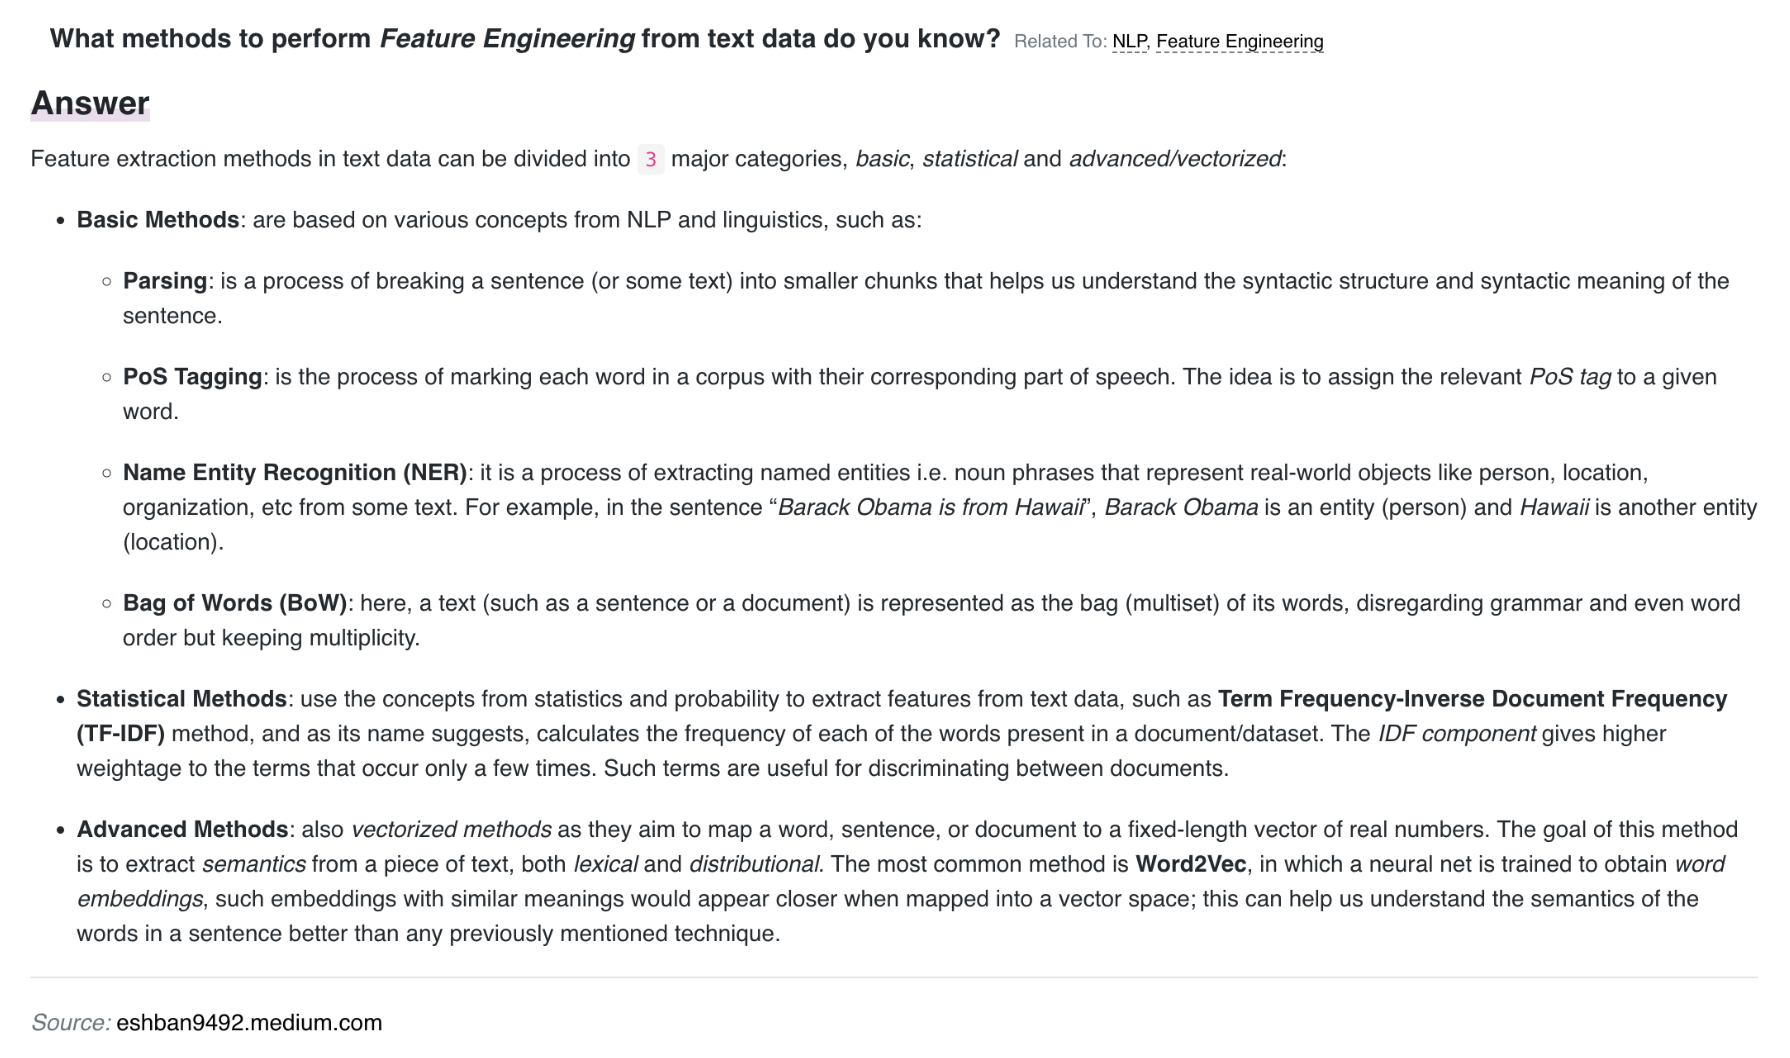 What methods to perform Feature Engineering from text data do you know? Related To: NLP, Feature Engineering
Answer
Feature extraction methods in text data can be divided into 3 major categories, basic, statistical and advanced/vectorized:
• Basic Methods: are based on various concepts from NLP and linguistics, such as:
◦ Parsing: is a process of breaking a sentence (or some text) into smaller chunks that helps us understand the syntactic structure and syntactic meaning of the
sentence.
◦ PoS Tagging: is the process of marking each word in a corpus with their corresponding part of speech. The idea is to assign the relevant PoS tag to a given
word.
◦ Name Entity Recognition (NER): it is a process of extracting named entities i.e. noun phrases that represent real-world objects like person, location,
organization, etc from some text. For example, in the sentence “Barack Obama is from Hawaii”, Barack Obama is an entity (person) and Hawaii is another entity
(location).
◦ Bag of Words (BoW): here, a text (such as a sentence or a document) is represented as the bag (multiset) of its words, disregarding grammar and even word
order but keeping multiplicity.
• Statistical Methods: use the concepts from statistics and probability to extract features from text data, such as Term Frequency-Inverse Document Frequency
(TF-IDF) method, and as its name suggests, calculates the frequency of each of the words present in a document/dataset. The IDF component gives higher
weightage to the terms that occur only a few times. Such terms are useful for discriminating between documents.
• Advanced Methods: also vectorized methods as they aim to map a word, sentence, or document to a fixed-length vector of real numbers. The goal of this method
is to extract semantics from a piece of text, both lexical and distributional. The most common method is Word2Vec, in which a neural net is trained to obtain word
embeddings, such embeddings with similar meanings would appear closer when mapped into a vector space; this can help us understand the semantics of the
words in a sentence better than any previously mentioned technique.
Source: eshban9492.medium.com